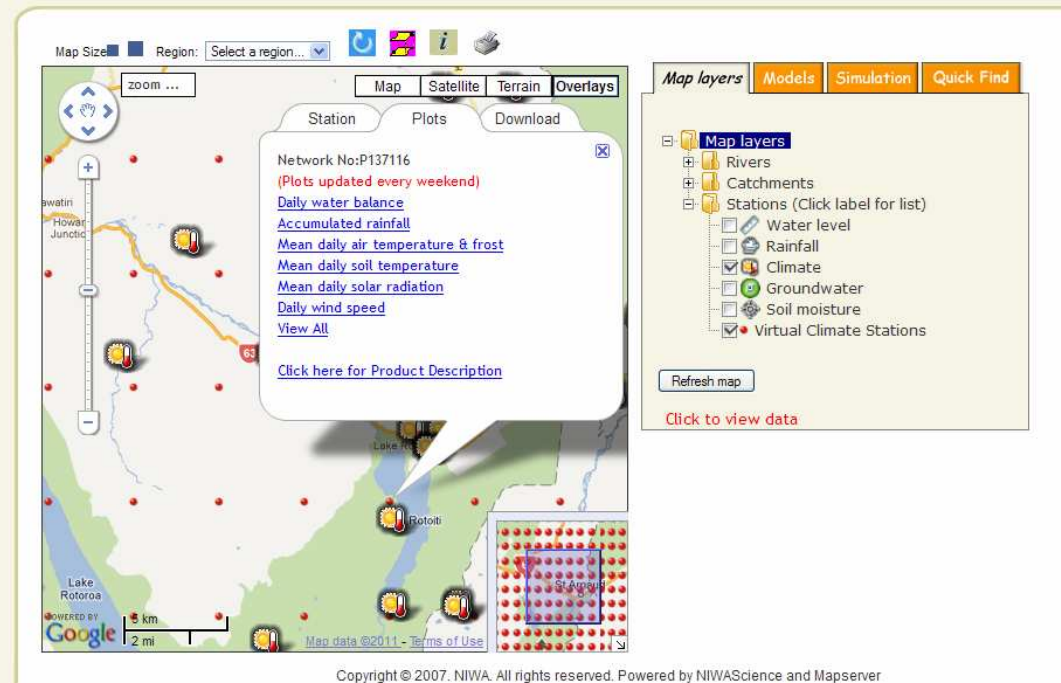 Map Size
Region:
Select a region...
zoom ...
Map
Satellite
Terrain
Overlays
Station
Plots
Download
Network No:P137116
(Plots updated every weekend)
Daily water balance
Accumulated rainfall
Mean daily air temperature & frost
Mean daily soil temperature
Mean daily solar radiation
Daily wind speed
View All
Click here for Product Description
awatiri
Howar
Junctio
63
Lake R
Rotoiti
Lake
Rotoroa
POWERED BY
Google
5 km
2 mi
Map data ©2011 - Terms of Use
St Arnaud
Map layers
Models
Simulation
Quick Find
Map layers
Rivers
Catchments
Stations (Click label for list)
Water level
Rainfall
Climate
Groundwater
Soil moisture
Virtual Climate Stations
Refresh map
Click to view data
Copyright © 2007. NIWA. All rights reserved. Powered by NIWAScience and Mapserver